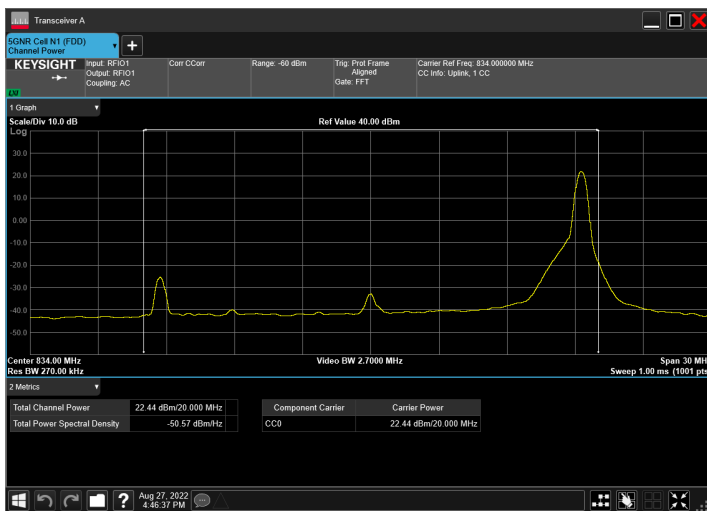 Transceiver A
5GNR Cell N1 (FDD)
Channel Power
KEYSIGHT
Input: RFIO1
Output: RFIO1
Coupling: AC
Corr CCorr
Range: -60 dBm
Trig: Prot Frame
Aligned
Gate: FFT
Carrier Ref Freq: 834.000000 MHz
CC Info: Uplink, 1 CC
LXI
1 Graph
Scale/Div 10.0 dB
Ref Value 40.00 dBm
Log
30.0
20.0
10.0
0.00
-10.0
-20.0
-30.0
-40.0
-50.0
Center 834.00 MHz
Video BW 2.7000 MHz
Span 30 MH
Res BW 270.00 kHz
Sweep 1.00 ms (1001 pts
2 Metrics
Total Channel Power 22.44 dBm/20.000 MHz
Total Power Spectral Density -50.57 dBm/Hz
Component Carrier Carrier Power
CC0 22.44 dBm/20.000 MHz
? Aug 27, 2022
4:46:37 PM